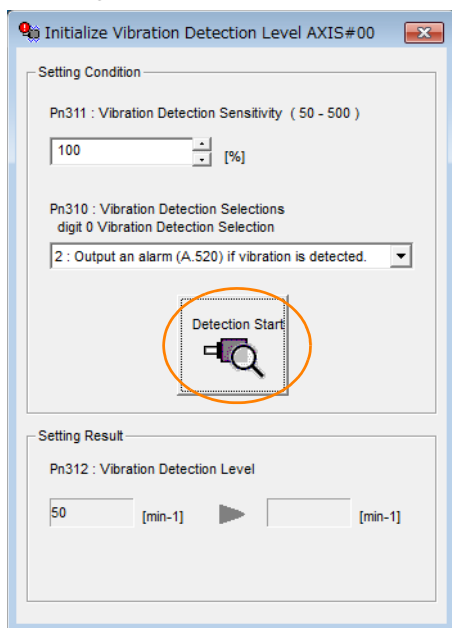 Initialize Vibration Detection Level AXIS#00
Setting Condition
Pn311 : Vibration Detection Sensitivity ( 50 - 500 )
100
[%]
Pn310 : Vibration Detection Selections
digit 0 Vibration Detection Selection
2 : Output an alarm (A.520) if vibration is detected.
Detection Start
Setting Result
Pn312 : Vibration Detection Level
50 [min-1] [min-1]